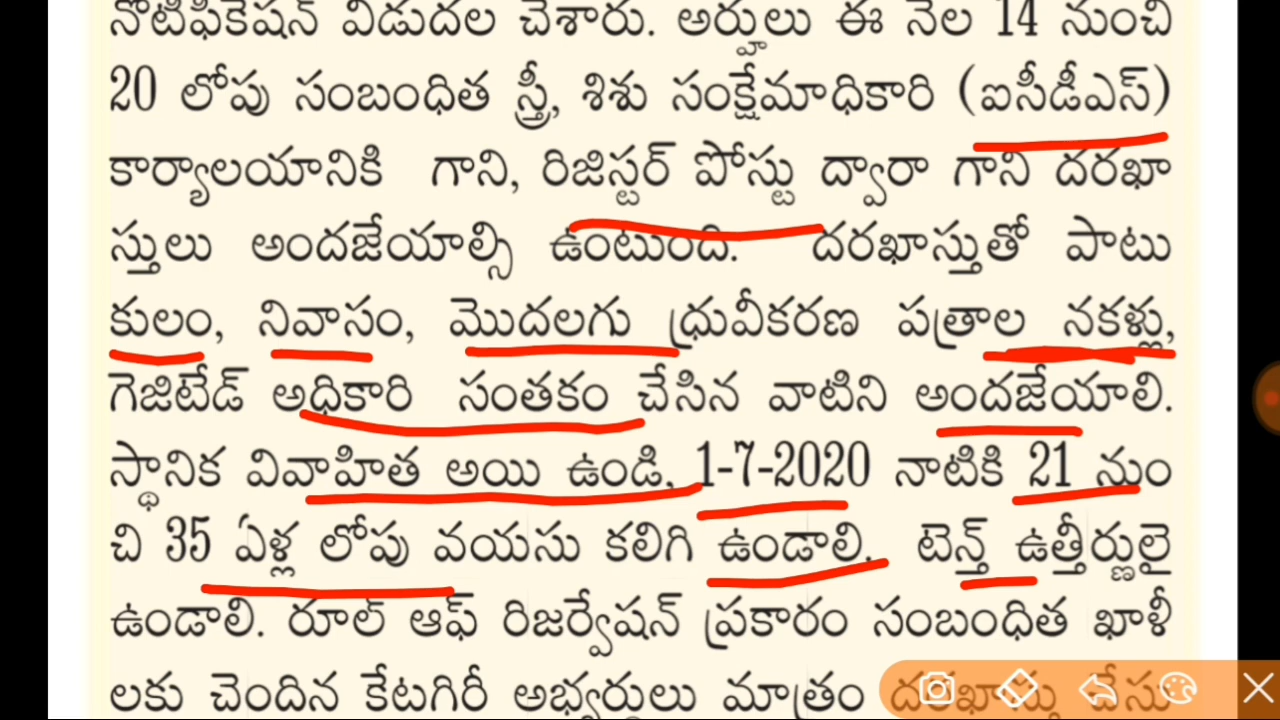 నోటిఫికేషన్ విడుదల చేశారు. అర్హులు ఈ నెల 14 నుంచి
20 లోపు సంబంధిత స్త్రీ, శిశు సంక్షేమాధికారి (ఐసీడీఎస్)
కార్యాలయానికి గాని, రిజిస్టర్ పోస్టు ద్వారా గాని దరఖా
స్తులు అందజేయాల్సి ఉంటుంది. దరఖాస్తుతో పాటు
కులం, నివాసం, మొదలగు ధ్రువీకరణ పత్రాల నకళ్లు,
గెజిటేడ్ అధికారి సంతకం చేసిన వాటిని అందజేయాలి.
స్థానిక వివాహిత అయి ఉండి, 1-7-2020 నాటికి 21 నుం
చి 35 ఏళ్ల లోపు వయసు కలిగి ఉండాలి. టెన్త్ ఉత్తీర్ణులై
ఉండాలి. రూల్ ఆఫ్ రిజర్వేషన్ ప్రకారం సంబంధిత ఖాళీ
లకు చెందిన కేటగిరీ అభ్యర్థులు మాత్రం దరఖాస్తు చేసు